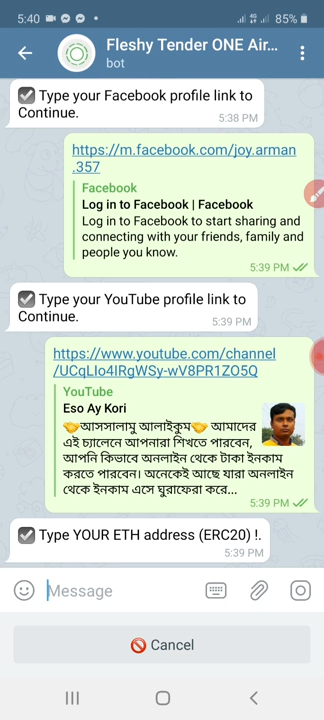 5:40
85%
Fleshy Tender ONE Air...
bot
Type your Facebook profile link to
Continue.
5:38 PM
https://m.facebook.com/joy.arman
.357
Facebook
Log in to Facebook | Facebook
Log in to Facebook to start sharing and
connecting with your friends, family and
people you know.
5:39 PM
Type your YouTube profile link to
Continue.
5:39 PM
https://www.youtube.com/channel
/UCqLIo4IRgWSy-wV8PR1ZO5Q
YouTube
Eso Ay Kori
🤝আসসালামু আলাইকুম🤝 আমাদের
এই চ্যালেনে আপনারা শিখতে পারবেন,
আপনি কিভাবে অনলাইন থেকে টাকা ইনকাম
করতে পারবেন। অনেকেই আছে যারা অনলাইন
থেকে ইনকাম এসে ঘুরাফেরা করে...
5:39 PM
Type YOUR ETH address (ERC20) !.
5:39 PM
Message
Cancel